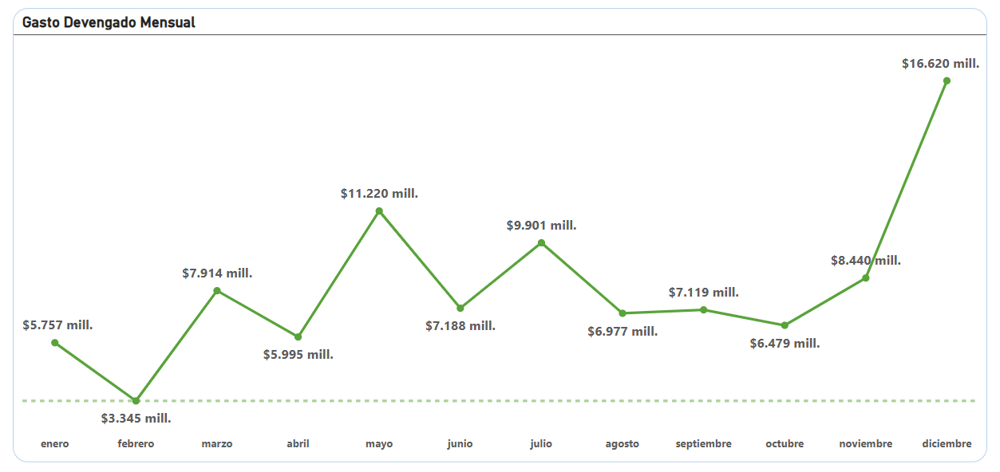 Gasto Devengado Mensual
$16.620 mill.
$11.220 mill.
$9.901 mill.
$8.440 mill.
$7.914 mill.
$7.119 mill.
$5.757 mill.
$7.188 mill.
$6.977 mill.
$6.479 mill.
$5.995 mill.
$3.345 mill.
enero febrero marzo abril mayo junio julio agosto septiembre octubre noviembre diciembre